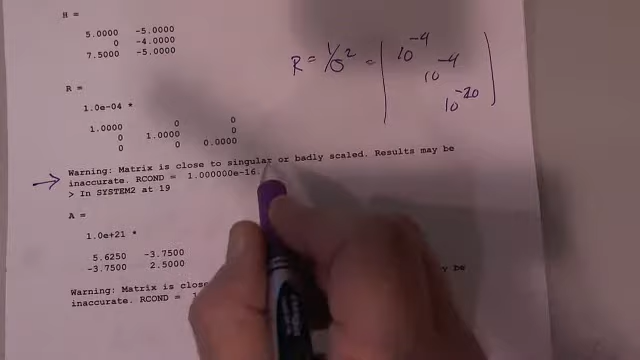 H =
5.0000 -5.0000
0 -4.0000
7.5000 -5.0000
R =
1.0e-04 *
1.0000 0 0
0 1.0000 0
0 0 0.0000
Warning: Matrix is close to singular or badly scaled. Results may be
inaccurate. RCOND = 1.000000e-16.
> In SYSTEM2 at 19
A =
1.0e+21 *
5.6250 -3.7500
-3.7500 2.5000
Warning: Matrix is close be
inaccurate. RCOND =
R = 1/σ² =
10⁻⁴
10⁻⁴
10⁻²⁰